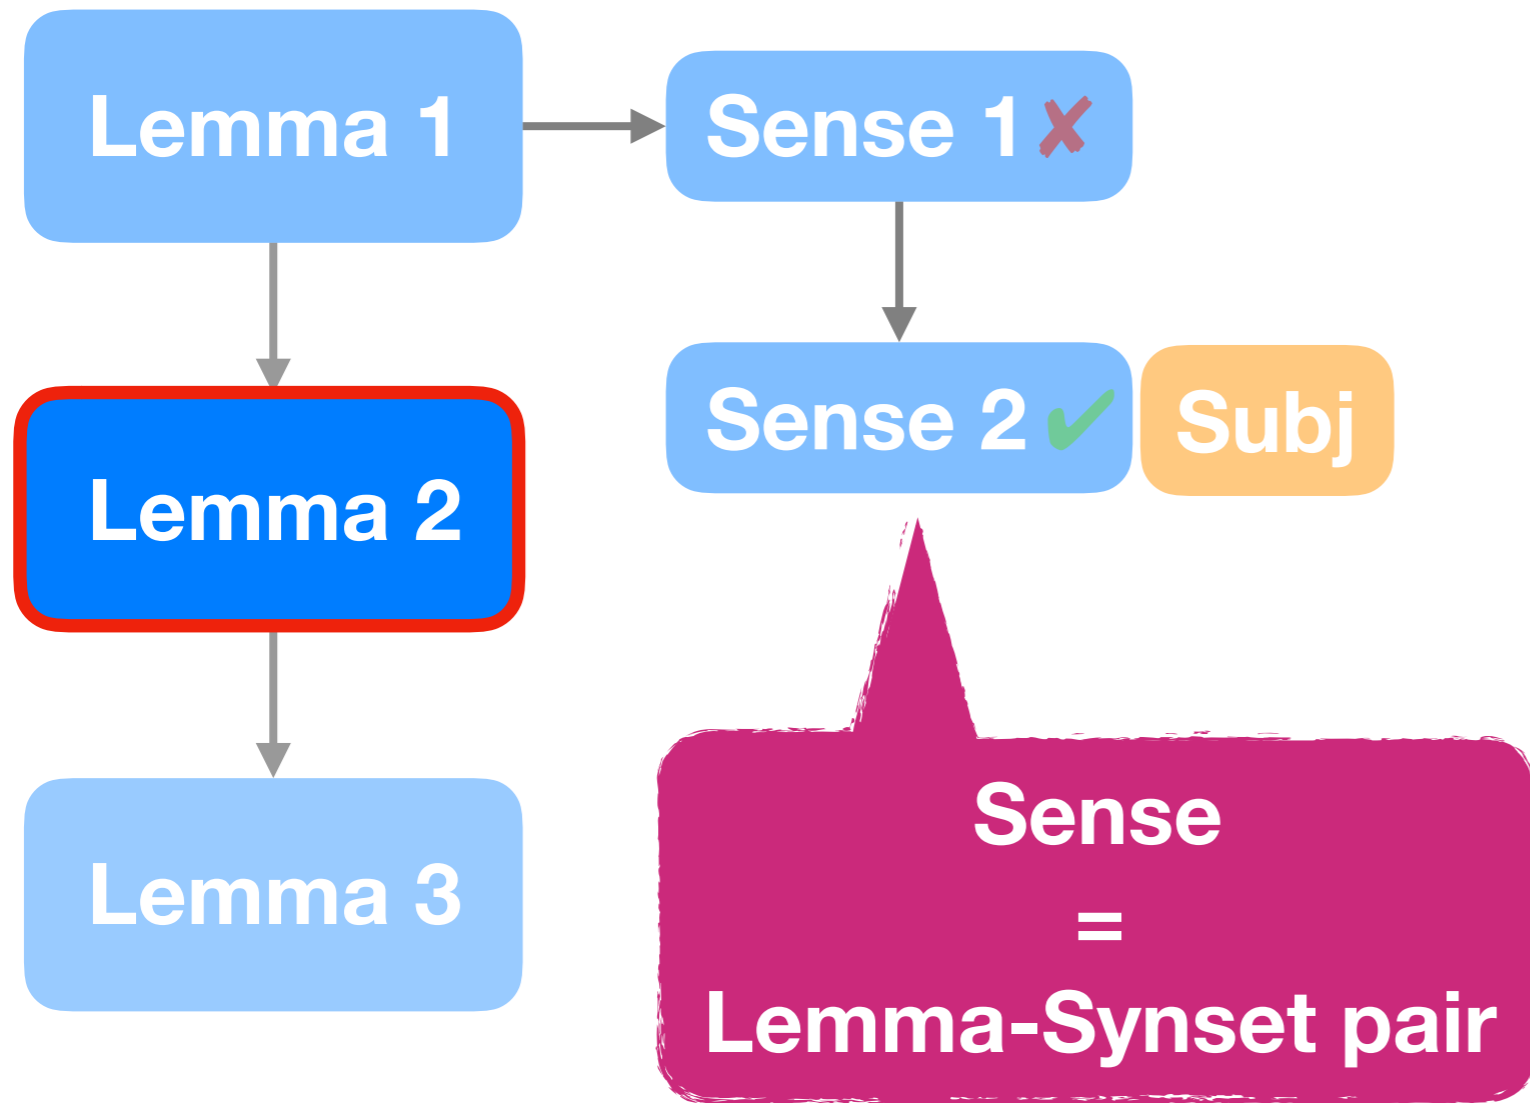 Lemma 1
Sense 1 ✘
Sense 2 ✔
Subj
Lemma 2
Lemma 3
Sense
=
Lemma-Synset pair